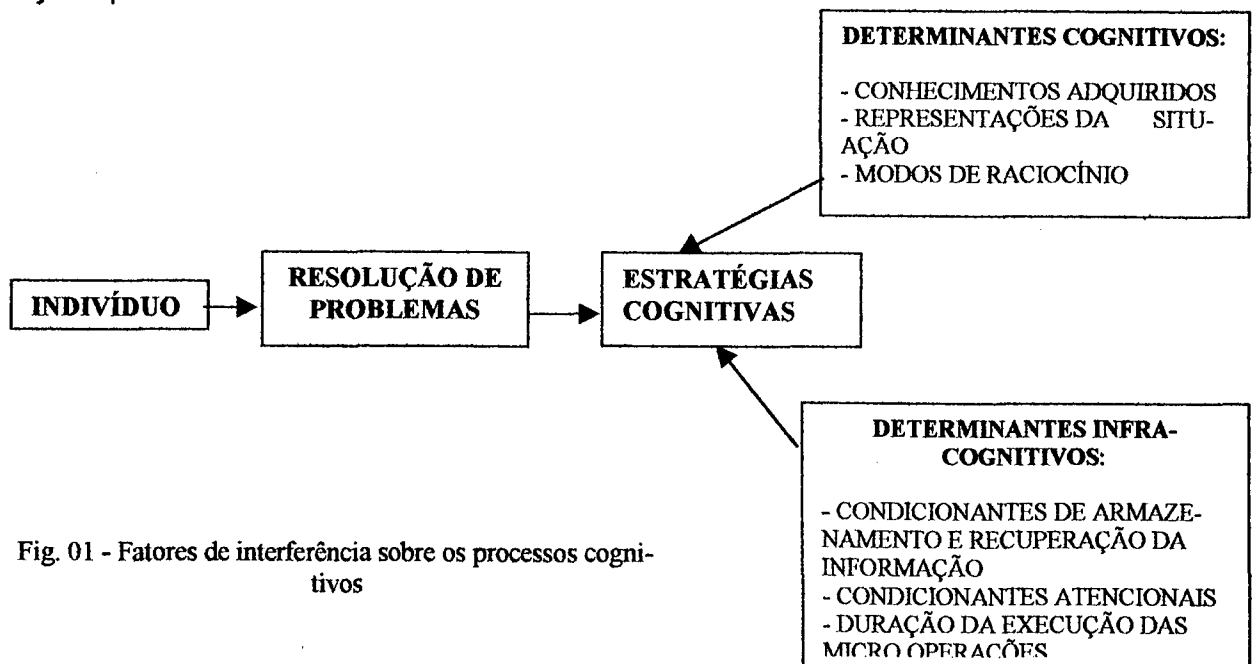 DETERMINANTES COGNITIVOS:
- CONHECIMENTOS ADQUIRIDOS
- REPRESENTAÇÕES DA SITU-
AÇÃO
- MODOS DE RACIOCÍNIO
INDIVÍDUO
RESOLUÇÃO DE
PROBLEMAS
ESTRATÉGIAS
COGNITIVAS
DETERMINANTES INFRA-
COGNITIVOS:
- CONDICIONANTES DE ARMAZE-
NAMENTO E RECUPERAÇÃO DA
INFORMAÇÃO
- CONDICIONANTES ATENCIONAIS
- DURAÇÃO DA EXECUÇÃO DAS
MICRO OPERAÇÕES
Fig. 01 - Fatores de interferência sobre os processos cogni-
tivos